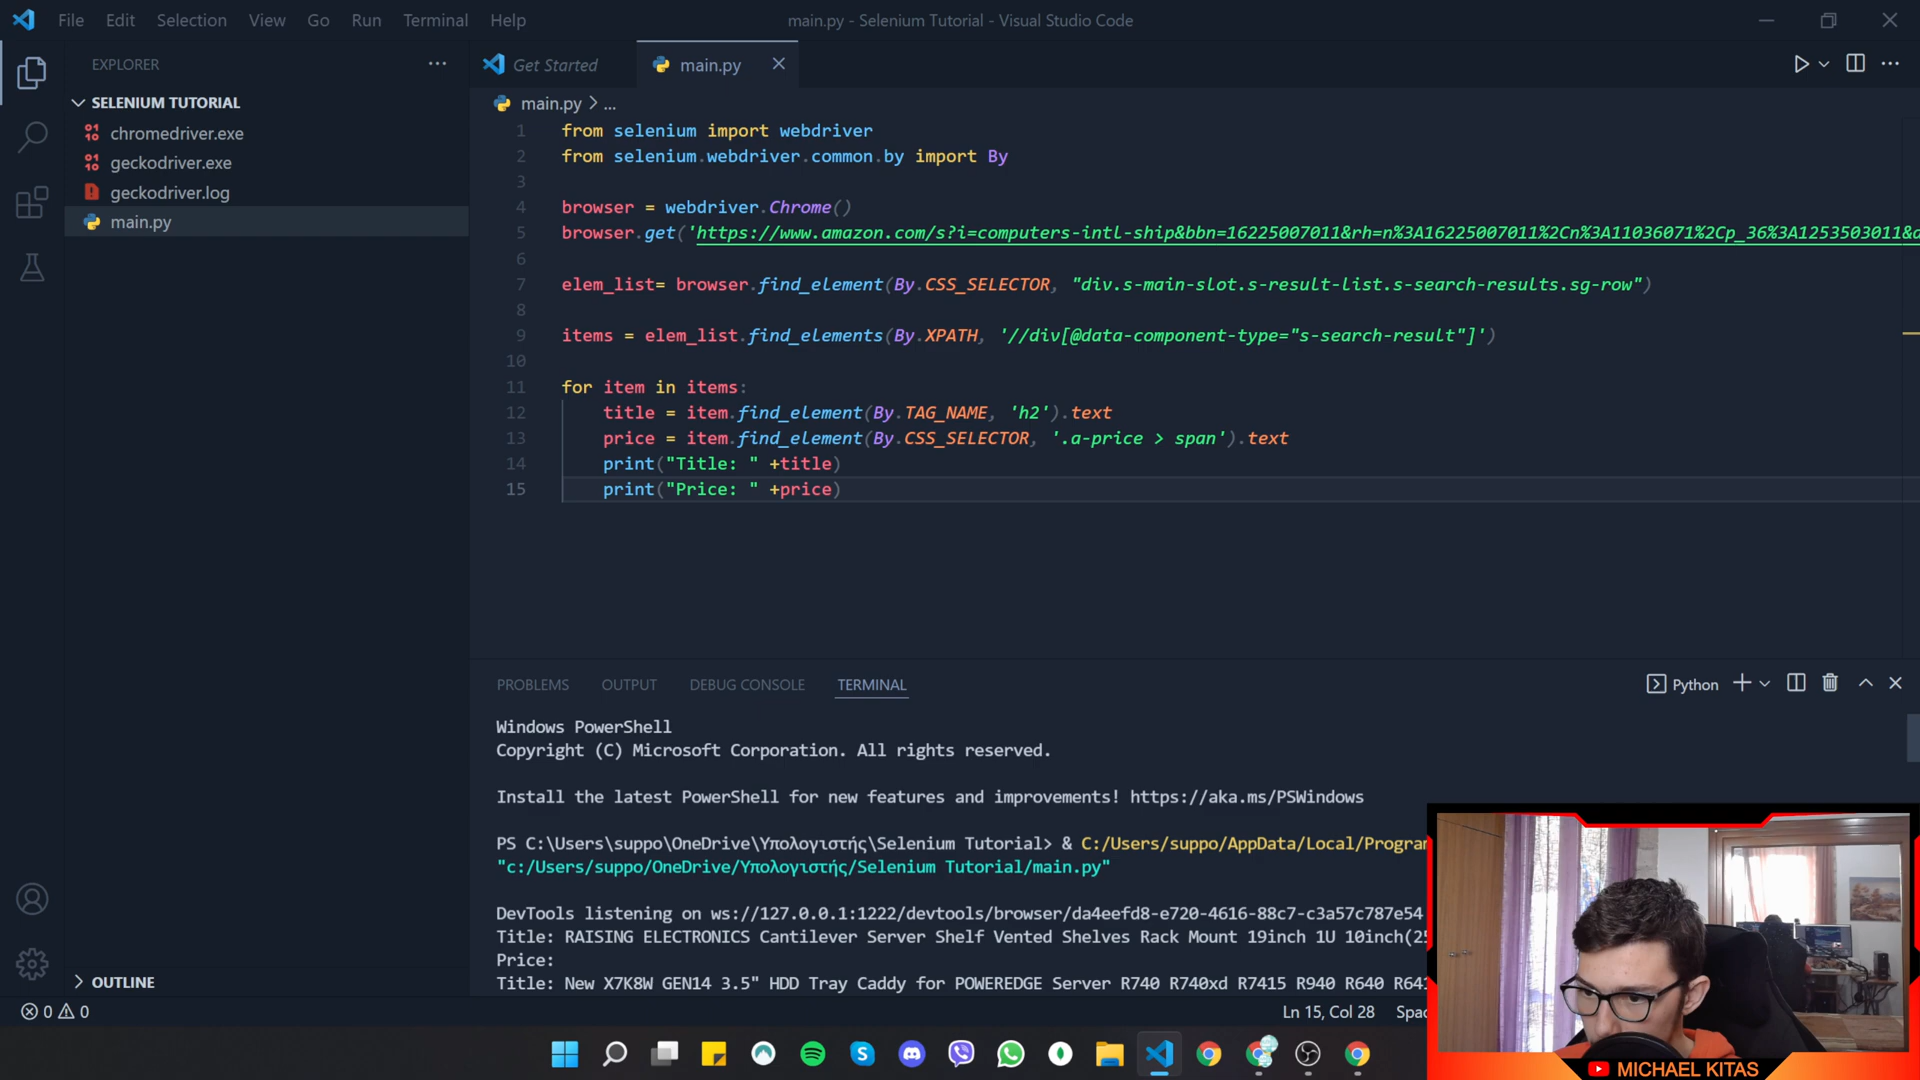 File Edit Selection View Go Run Terminal Help
main.py - Selenium Tutorial - Visual Studio Code
EXPLORER
SELENIUM TUTORIAL
chromedriver.exe
geckodriver.exe
geckodriver.log
main.py
OUTLINE
Get Started
main.py
main.py > ...
1 from selenium import webdriver
2 from selenium.webdriver.common.by import By
3
4 browser = webdriver.Chrome()
5 browser.get('https://www.amazon.com/s?i=computers-intl-ship&bbn=16225007011&rh=n%3A16225007011%2Cn%3A11036071%2Cp_36%3A1253503011&d
6
7 elem_list= browser.find_element(By.CSS_SELECTOR, "div.s-main-slot.s-result-list.s-search-results.sg-row")
8
9 items = elem_list.find_elements(By.XPATH, '//div[@data-component-type="s-search-result"]')
10
11 for item in items:
12 title = item.find_element(By.TAG_NAME, 'h2').text
13 price = item.find_element(By.CSS_SELECTOR, '.a-price > span').text
14 print("Title: " +title)
15 print("Price: " +price)
PROBLEMS OUTPUT DEBUG CONSOLE TERMINAL
Python
Windows PowerShell
Copyright (C) Microsoft Corporation. All rights reserved.
Install the latest PowerShell for new features and improvements! https://aka.ms/PSWindows
PS C:\Users\suppo\OneDrive\Υπολογιστής\Selenium Tutorial> & C:/Users/suppo/AppData/Local/Program
"c:/Users/suppo/OneDrive/Υπολογιστής/Selenium Tutorial/main.py"
DevTools listening on ws://127.0.0.1:1222/devtools/browser/da4eefd8-e720-4616-88c7-c3a57c787e54
Title: RAISING ELECTRONICS Cantilever Server Shelf Vented Shelves Rack Mount 19inch 1U 10inch(25
Price:
Title: New X7K8W GEN14 3.5" HDD Tray Caddy for POWEREDGE Server R740 R740xd R7415 R940 R640 R641
0 0
Ln 15, Col 28 Spac
MICHAEL KITAS